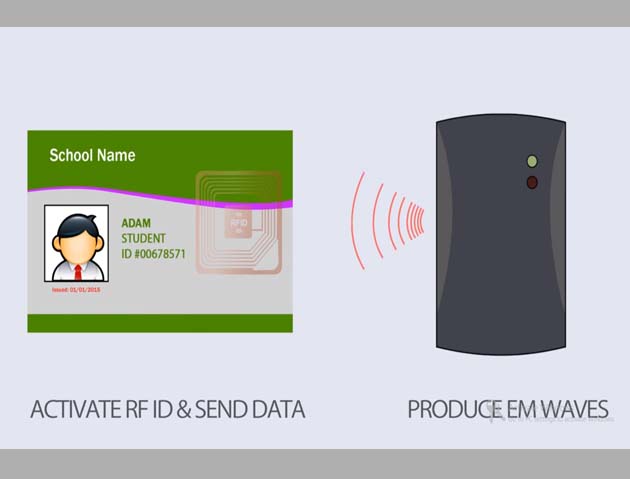 School Name
ADAM
STUDENT
ID #00678571
Issued: 01/01/2015
RFID
ACTIVATE RF ID & SEND DATA
PRODUCE EM WAVES